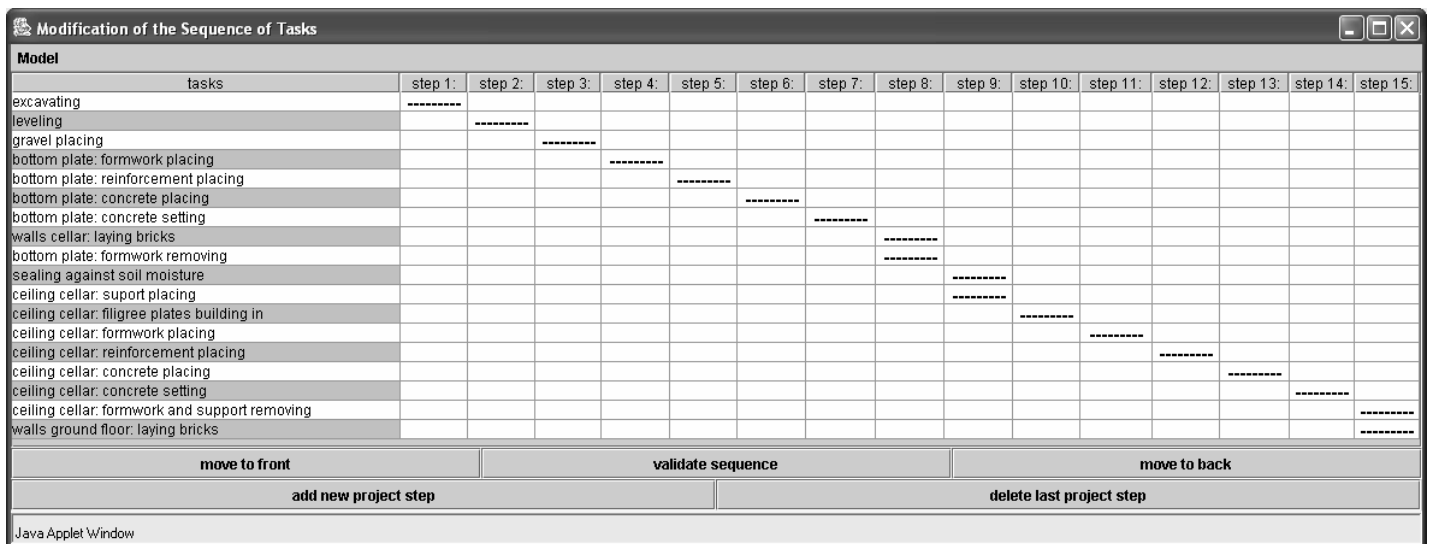 Modification of the Sequence of Tasks
Model
tasks step 1: step 2: step 3: step 4: step 5: step 6: step 7: step 8: step 9: step 10: step 11: step 12: step 13: step 14: step 15:
excavating ---------
leveling ---------
gravel placing ---------
bottom plate: formwork placing ---------
bottom plate: reinforcement placing ---------
bottom plate: concrete placing ---------
bottom plate: concrete setting ---------
walls cellar: laying bricks ---------
bottom plate: formwork removing ---------
sealing against soil moisture ---------
ceiling cellar: suport placing ---------
ceiling cellar: filigree plates building in ---------
ceiling cellar: formwork placing ---------
ceiling cellar: reinforcement placing ---------
ceiling cellar: concrete placing ---------
ceiling cellar: concrete setting ---------
ceiling cellar: formwork and support removing ---------
walls ground floor: laying bricks ---------
move to front validate sequence move to back
add new project step delete last project step
Java Applet Window